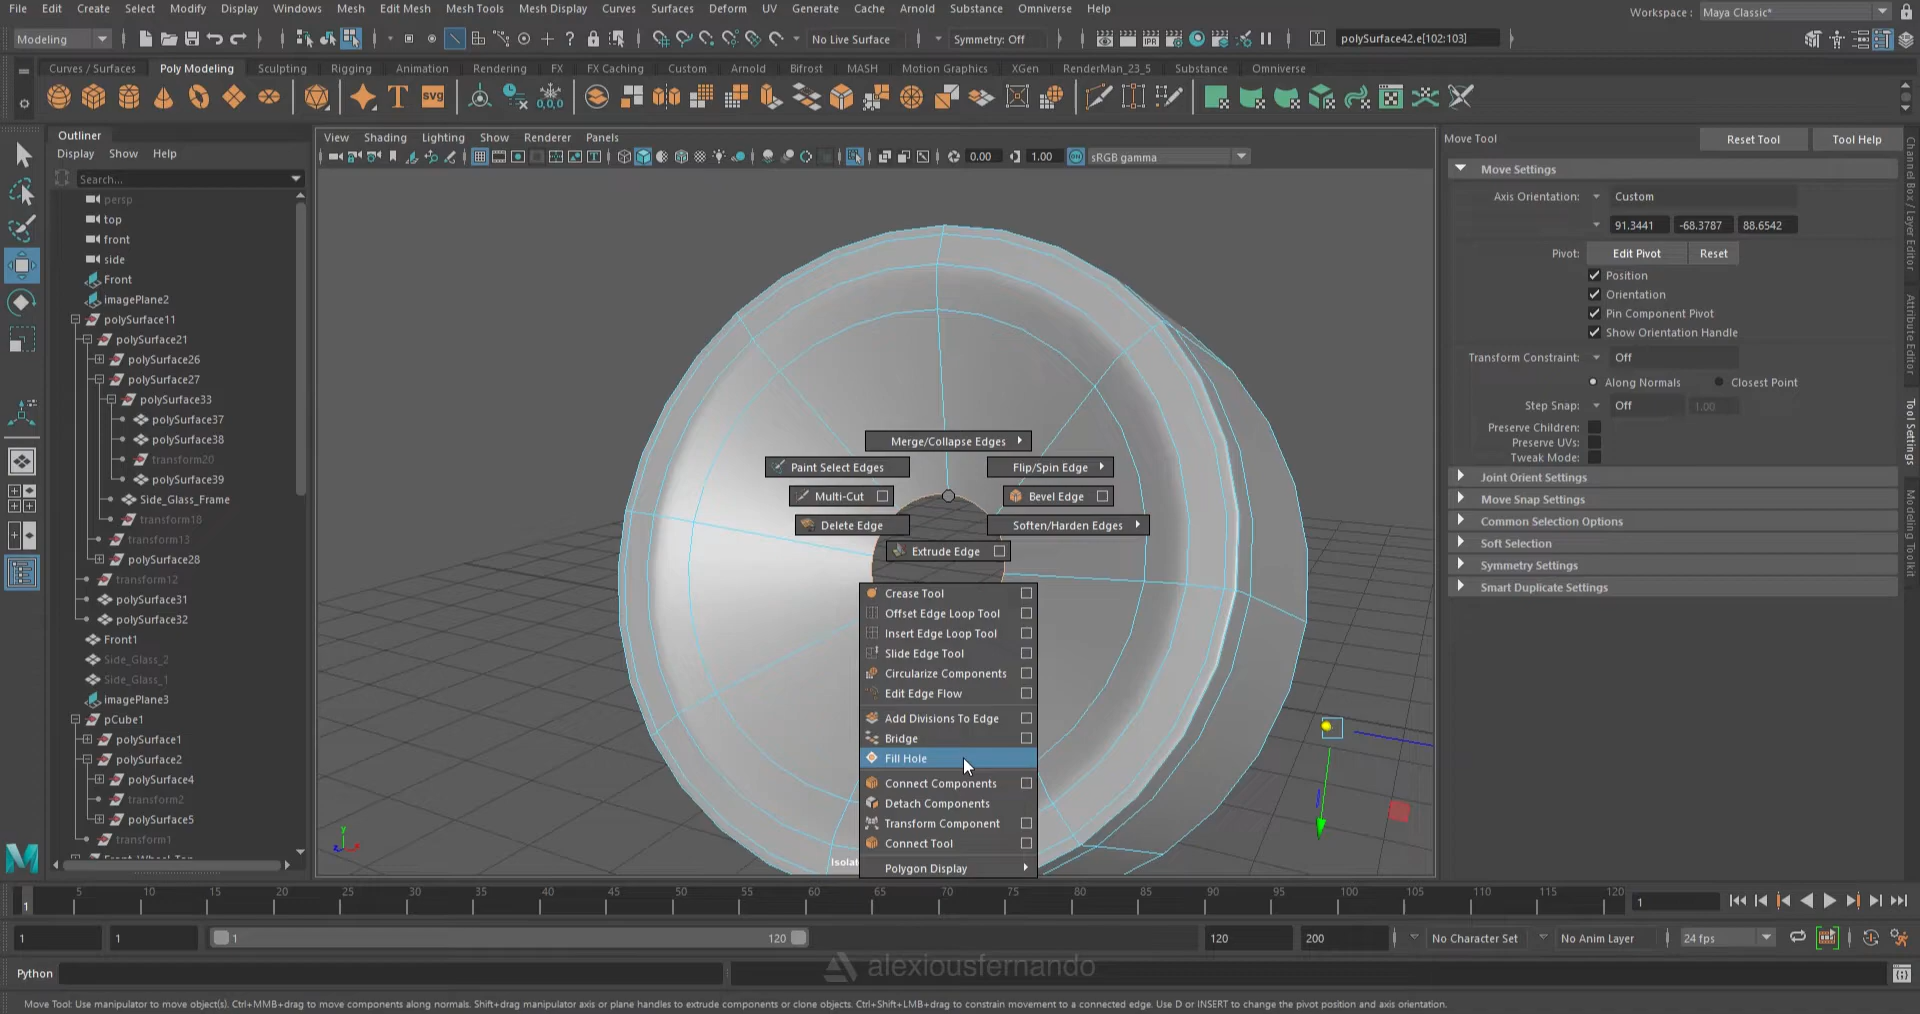 File Edit Create Select Modify Display Windows Mesh Edit Mesh Mesh Tools Mesh Display Curves Surfaces Deform UV Generate Cache Arnold Substance Omniverse Help
Workspace : Maya Classic*
Modeling
No Live Surface
Symmetry: Off
polySurface42.e[102:103]
Curves / Surfaces Poly Modeling Sculpting Rigging Animation Rendering FX FX Caching Custom Arnold Bifrost MASH Motion Graphics XGen RenderMan_23_5 Substance Omniverse
T
SVG
0,0,0
IPR
Outliner
Display Show Help
Search...
persp
top
front
side
Front
imagePlane2
polySurface11
polySurface21
polySurface26
polySurface27
polySurface33
polySurface37
polySurface38
transform20
polySurface39
Side_Glass_Frame
transform18
transform13
polySurface28
transform12
polySurface31
polySurface32
Front1
Side_Glass_2
Side_Glass_1
imagePlane3
pCube1
polySurface1
polySurface2
polySurface4
transform2
polySurface5
transform1
View Shading Lighting Show Renderer Panels
0.00
1.00
sRGB gamma
Merge/Collapse Edges
Paint Select Edges
Flip/Spin Edge
Multi-Cut
Bevel Edge
Delete Edge
Soften/Harden Edges
Extrude Edge
Crease Tool
Offset Edge Loop Tool
Insert Edge Loop Tool
Slide Edge Tool
Circularize Components
Edit Edge Flow
Add Divisions To Edge
Bridge
Fill Hole
Connect Components
Detach Components
Transform Component
Connect Tool
Polygon Display
Move Tool
Reset Tool
Tool Help
Move Settings
Axis Orientation: Custom
91.3441 -68.3787 88.6542
Pivot: Edit Pivot Reset
Position
Orientation
Pin Component Pivot
Show Orientation Handle
Transform Constraint: Off
Along Normals Closest Point
Step Snap: Off 1.00
Preserve Children:
Preserve UVs:
Tweak Mode:
Joint Orient Settings
Move Snap Settings
Common Selection Options
Soft Selection
Symmetry Settings
Smart Duplicate Settings
Channel Box / Layer Editor
Attribute Editor
Tool Settings
Modeling Toolkit
1 5 10 15 20 25 30 35 40 45 50 55 60 65 70 75 80 85 90 95 100 105 110 115 120
1
1 1 1 120 120 200
No Character Set
No Anim Layer
24 fps
Python
alexiousfernando
Move Tool: Use manipulator to move object(s). Ctrl+MMB+drag to move components along normals. Shift+drag manipulator axis or plane handles to extrude components or clone objects. Ctrl+Shift+LMB+drag to constrain movement to a connected edge. Use D or INSERT to change the pivot position and axis orientation.